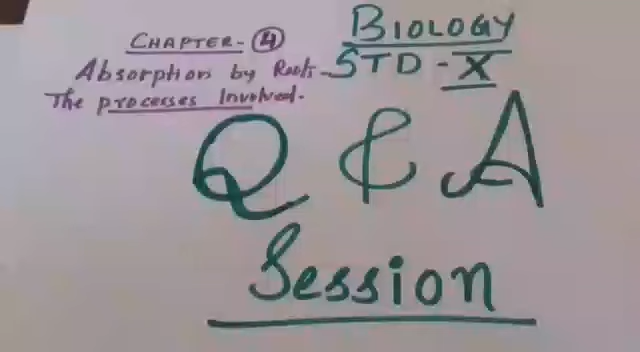 BIOLOGY
STD - X
CHAPTER - 4
Absorption by Roots -
The processes Involved.
Q & A
Session